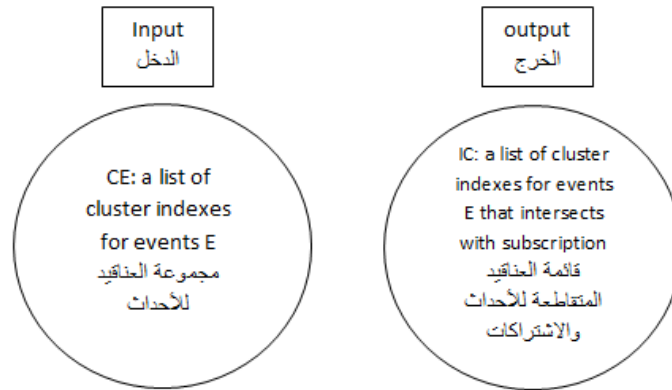 Input
الدخل
output
الخرج
CE: a list of
cluster indexes
for events E
مجموعة العناقيد
للأحداث
IC: a list of cluster
indexes for events
E that intersects
with subscription
قائمة العناقيد
المتقاطعة للأحداث
والاشتراكات